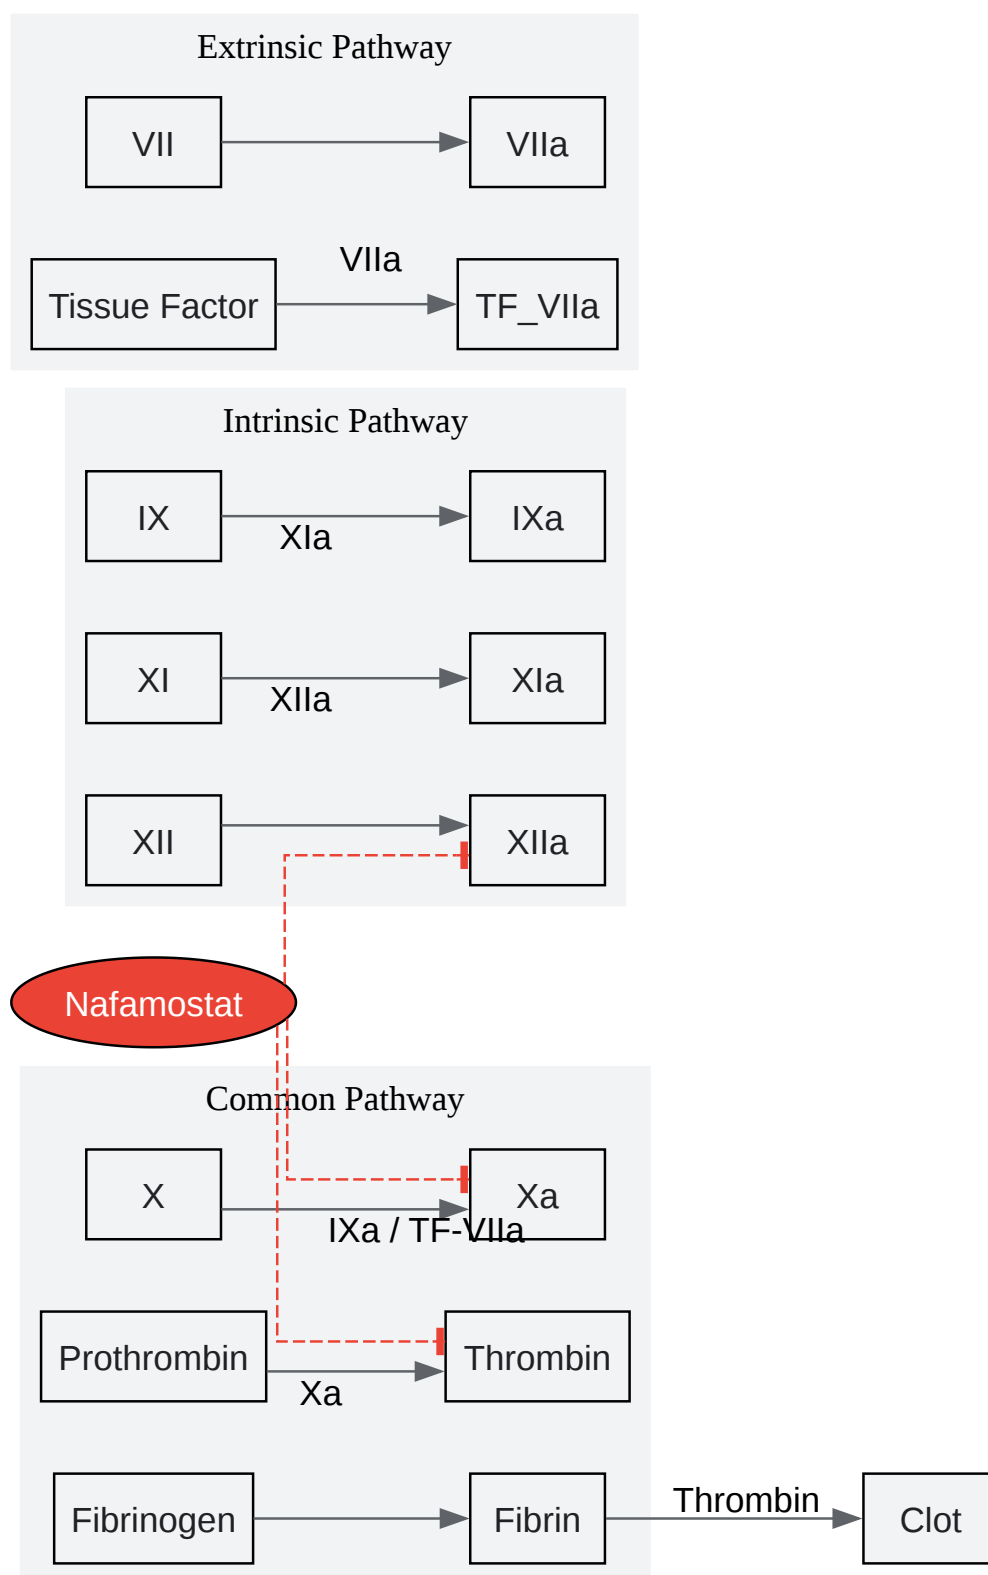 Extrinsic Pathway
VII
VIIa
VIIa
Tissue Factor
TF_VIIa
Intrinsic Pathway
IX
XIa
IXa
XI
XIIa
XIa
XII
XIIa
Nafamostat
Common Pathway
X
IXa / TF-VIIa
Xa
Prothrombin
Xa
Thrombin
Fibrinogen
Fibrin
Thrombin
Clot